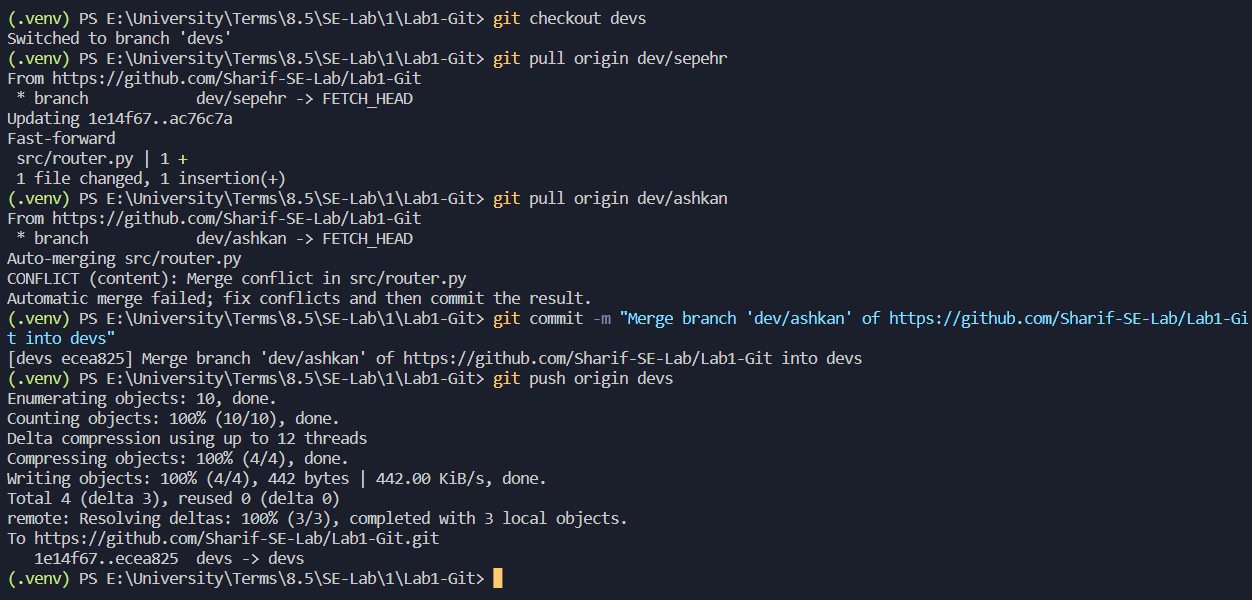 (.venv) PS E:\University\Terms\8.5\SE-Lab\1\Lab1-Git> git checkout devs
Switched to branch 'devs'
(.venv) PS E:\University\Terms\8.5\SE-Lab\1\Lab1-Git> git pull origin dev/sepehr
From https://github.com/Sharif-SE-Lab/Lab1-Git
 * branch            dev/sepehr -> FETCH_HEAD
Updating 1e14f67..ac76c7a
Fast-forward
 src/router.py | 1 +
 1 file changed, 1 insertion(+)
(.venv) PS E:\University\Terms\8.5\SE-Lab\1\Lab1-Git> git pull origin dev/ashkan
From https://github.com/Sharif-SE-Lab/Lab1-Git
 * branch            dev/ashkan -> FETCH_HEAD
Auto-merging src/router.py
CONFLICT (content): Merge conflict in src/router.py
Automatic merge failed; fix conflicts and then commit the result.
(.venv) PS E:\University\Terms\8.5\SE-Lab\1\Lab1-Git> git commit -m "Merge branch 'dev/ashkan' of https://github.com/Sharif-SE-Lab/Lab1-Gi
t into devs"
[devs ecea825] Merge branch 'dev/ashkan' of https://github.com/Sharif-SE-Lab/Lab1-Git into devs
(.venv) PS E:\University\Terms\8.5\SE-Lab\1\Lab1-Git> git push origin devs
Enumerating objects: 10, done.
Counting objects: 100% (10/10), done.
Delta compression using up to 12 threads
Compressing objects: 100% (4/4), done.
Writing objects: 100% (4/4), 442 bytes | 442.00 KiB/s, done.
Total 4 (delta 3), reused 0 (delta 0)
remote: Resolving deltas: 100% (3/3), completed with 3 local objects.
To https://github.com/Sharif-SE-Lab/Lab1-Git.git
   1e14f67..ecea825  devs -> devs
(.venv) PS E:\University\Terms\8.5\SE-Lab\1\Lab1-Git>